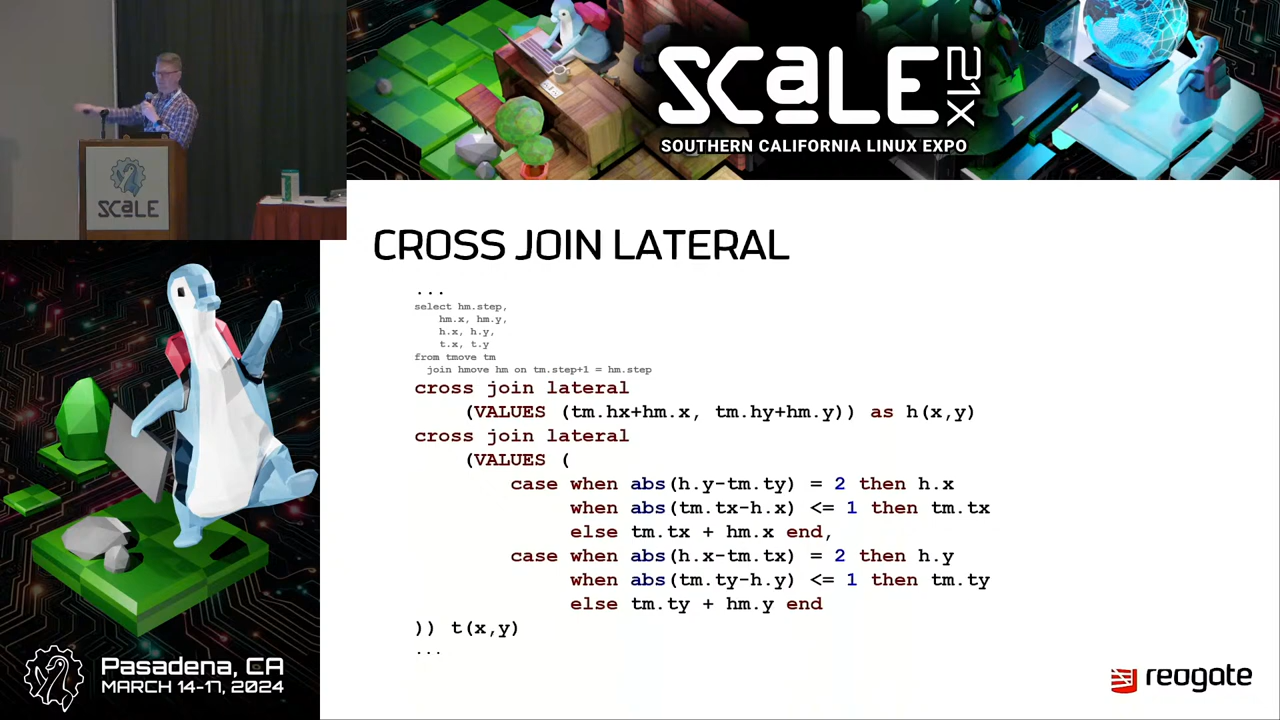 SCALE 21X
SOUTHERN CALIFORNIA LINUX EXPO
SCALE
CROSS JOIN LATERAL
...
select hm.step,
hm.x, hm.y,
h.x, h.y,
t.x, t.y
from tmove tm
join hmove hm on tm.step+1 = hm.step
cross join lateral
(VALUES (tm.hx+hm.x, tm.hy+hm.y)) as h(x,y)
cross join lateral
(VALUES (
case when abs(h.y-tm.ty) = 2 then h.x
when abs(tm.tx-h.x) <= 1 then tm.tx
else tm.tx + hm.x end,
case when abs(h.x-tm.tx) = 2 then h.y
when abs(tm.ty-h.y) <= 1 then tm.ty
else tm.ty + hm.y end
)) t(x,y)
...
Pasadena, CA
MARCH 14-17, 2024
redgate